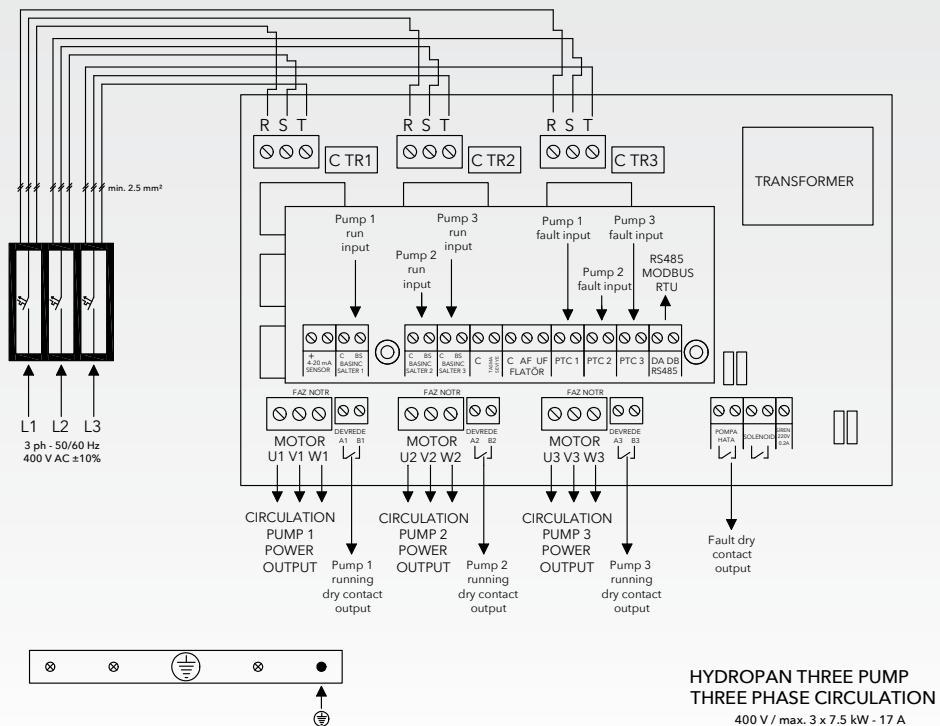 R S T
R S T
R S T
C TR1
C TR2
C TR3
TRANSFORMER
min. 2.5 mm²
Pump 1
run
input
Pump 2
run
input
Pump 3
run
input
Pump 1
fault input
Pump 2
fault input
Pump 3
fault input
RS485
MODBUS
RTU
+
4-20 mA
SENSOR
C BS
BASINC
SALTER 1
C BS
BASINC
SALTER 2
C BS
BASINC
SALTER 3
C
C AF UF
FLATÖR
PTC 1
PTC 2
PTC 3
DA DB
RS485
L1 L2 L3
3 ph - 50/60 Hz
400 V AC ±10%
FAZ NOTR
MOTOR
U1 V1 W1
DEVREDE
A1 B1
FAZ NOTR
MOTOR
U2 V2 W2
DEVREDE
A2 B2
FAZ NOTR
MOTOR
U3 V3 W3
DEVREDE
A3 B3
POMPA
HATA
SOLENOID
SIREN
220V
0.2A
CIRCULATION
PUMP 1
POWER
OUTPUT
Pump 1
running
dry contact
output
CIRCULATION
PUMP 2
POWER
OUTPUT
Pump 2
running
dry contact
output
CIRCULATION
PUMP 3
POWER
OUTPUT
Pump 3
running
dry contact
output
Fault dry
contact
output
HYDROPAN THREE PUMP
THREE PHASE CIRCULATION
400 V / max. 3 x 7.5 kW - 17 A